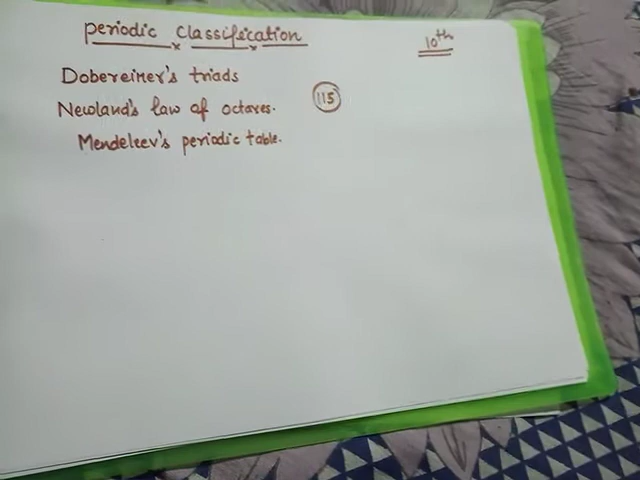 periodic classification
10th
Dobereiner's triads
Newland's law of octaves.
115
Mendeleev's periodic table.